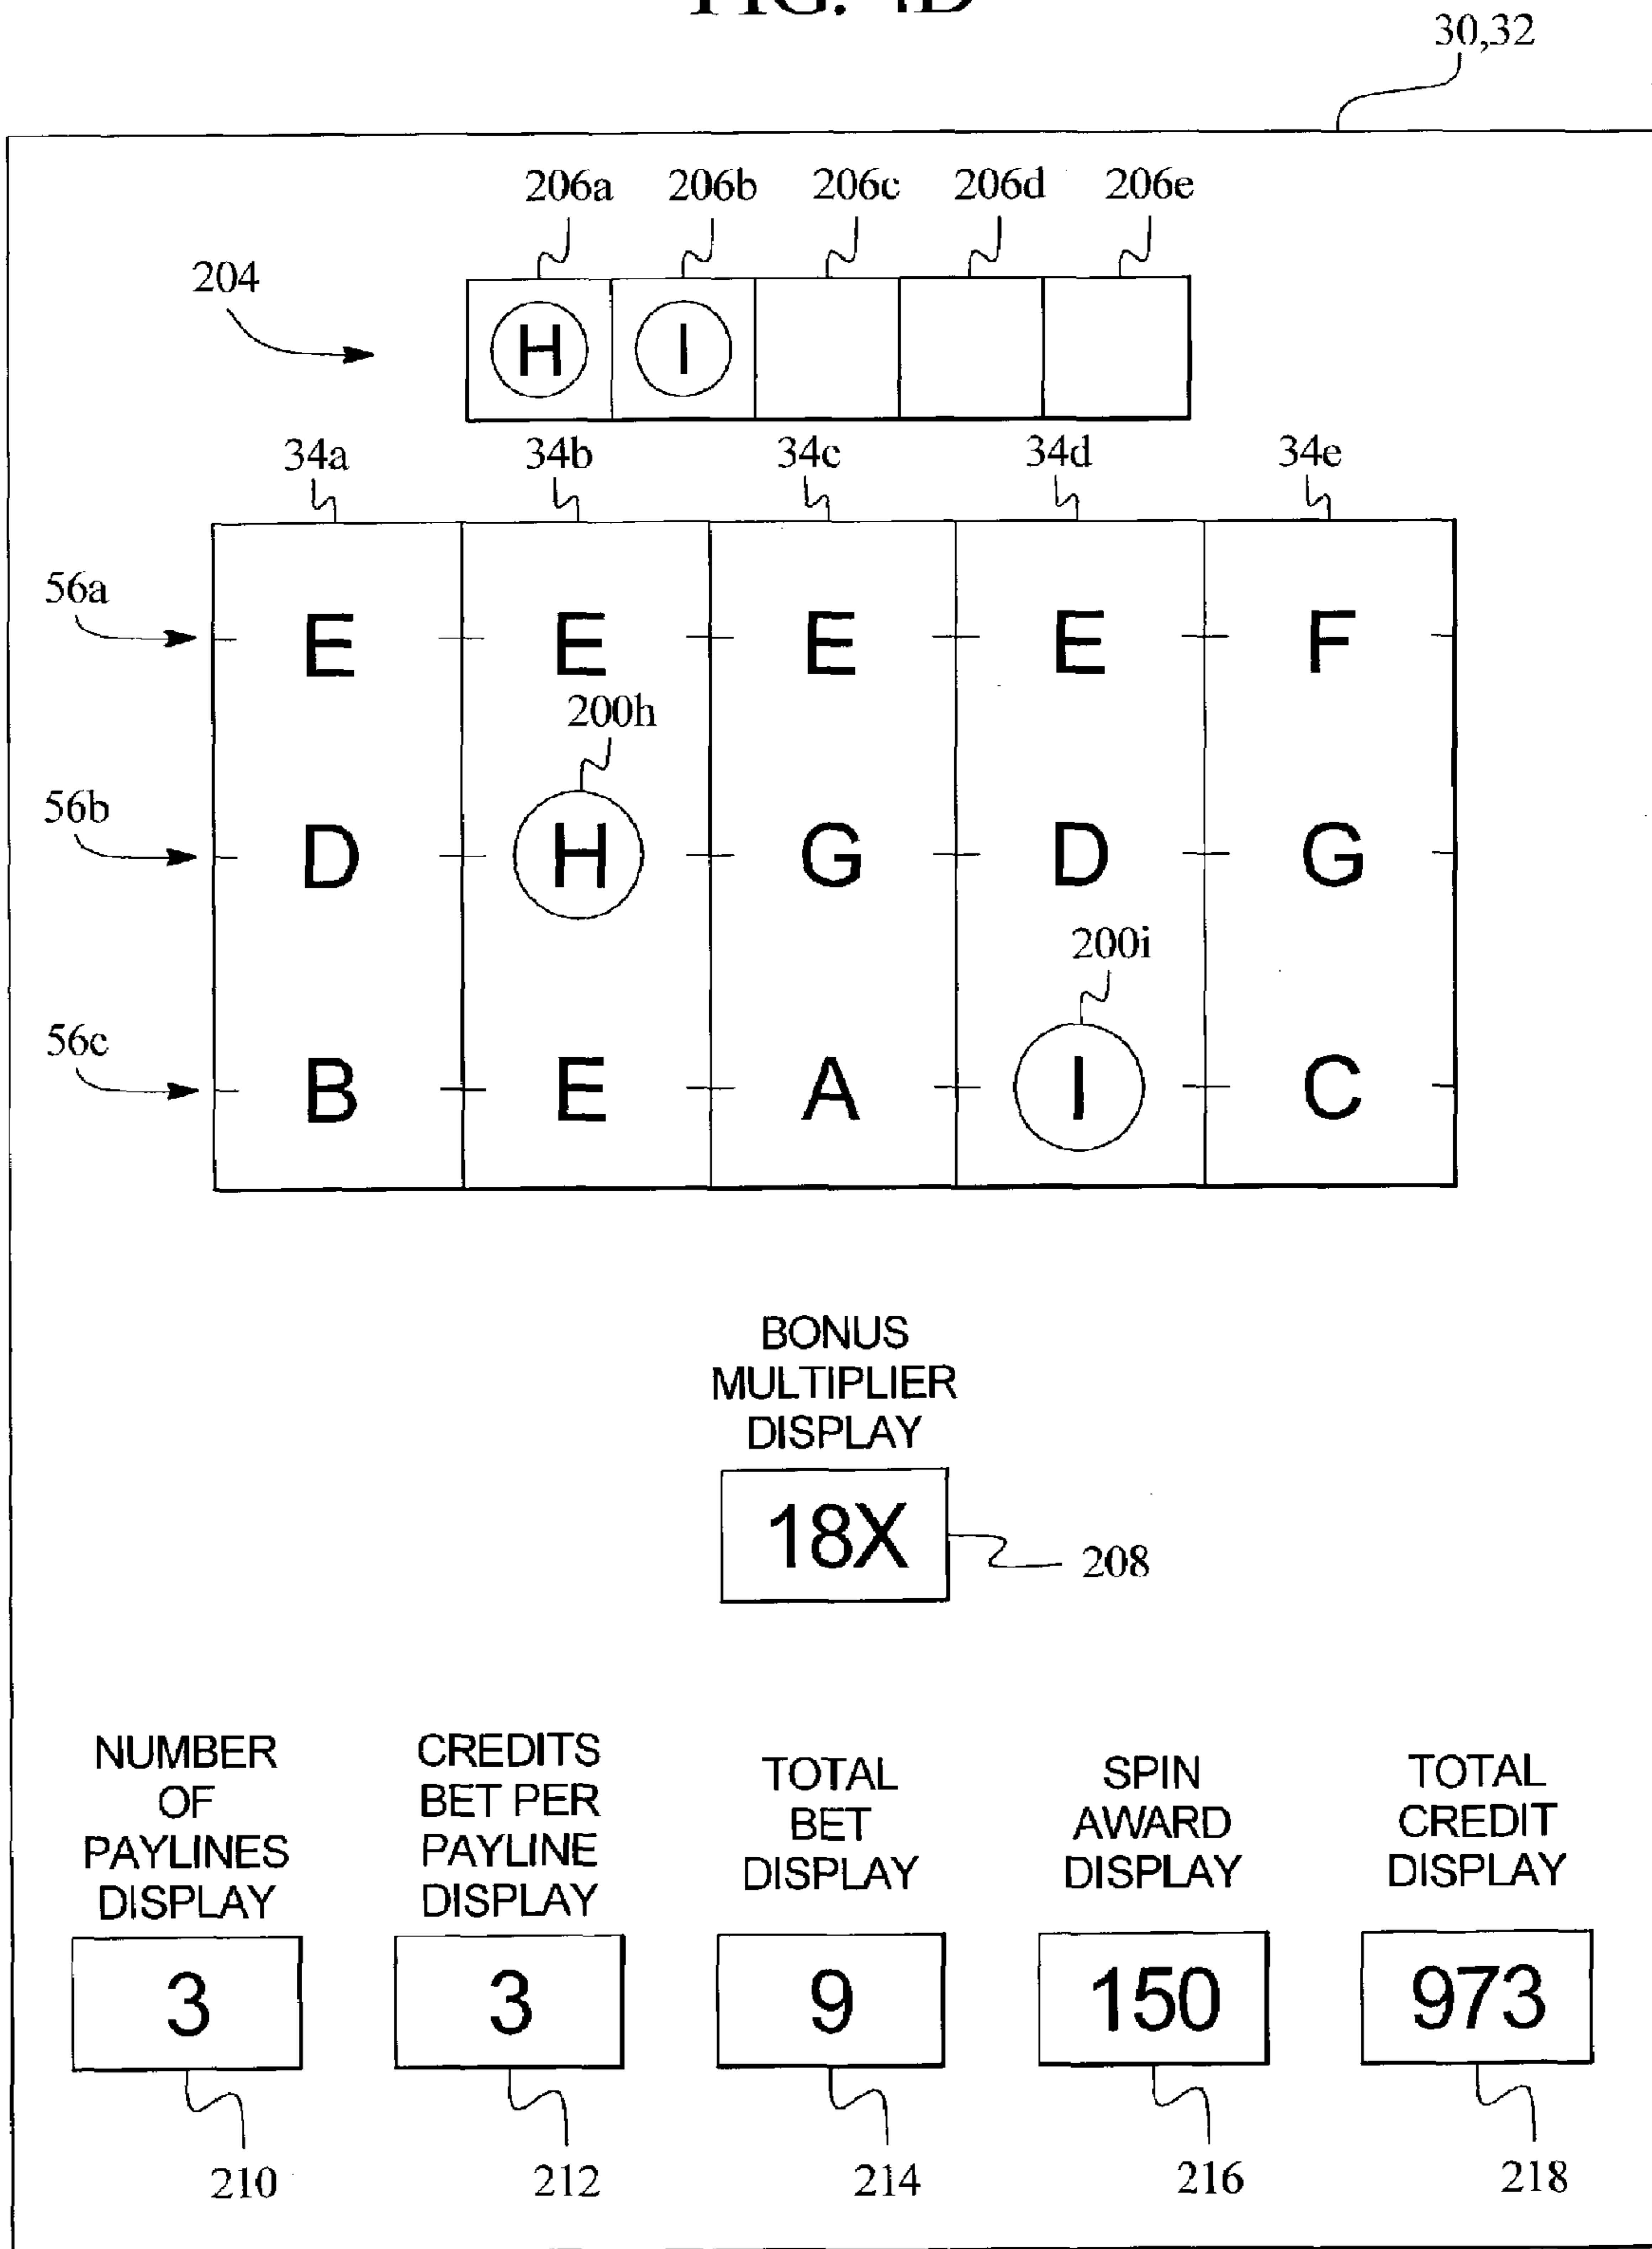 FIG. 4D
30,32
206a 206b 206c 206d 206e
204
H I
34a 34b 34c 34d 34e
56a
E E E E F
200h
56b
D H G D G
200i
56c
B E A I C
BONUS
MULTIPLIER
DISPLAY
18X
208
NUMBER
OF
PAYLINES
DISPLAY
3
210
CREDITS
BET PER
PAYLINE
DISPLAY
3
212
TOTAL
BET
DISPLAY
9
214
SPIN
AWARD
DISPLAY
150
216
TOTAL
CREDIT
DISPLAY
973
218